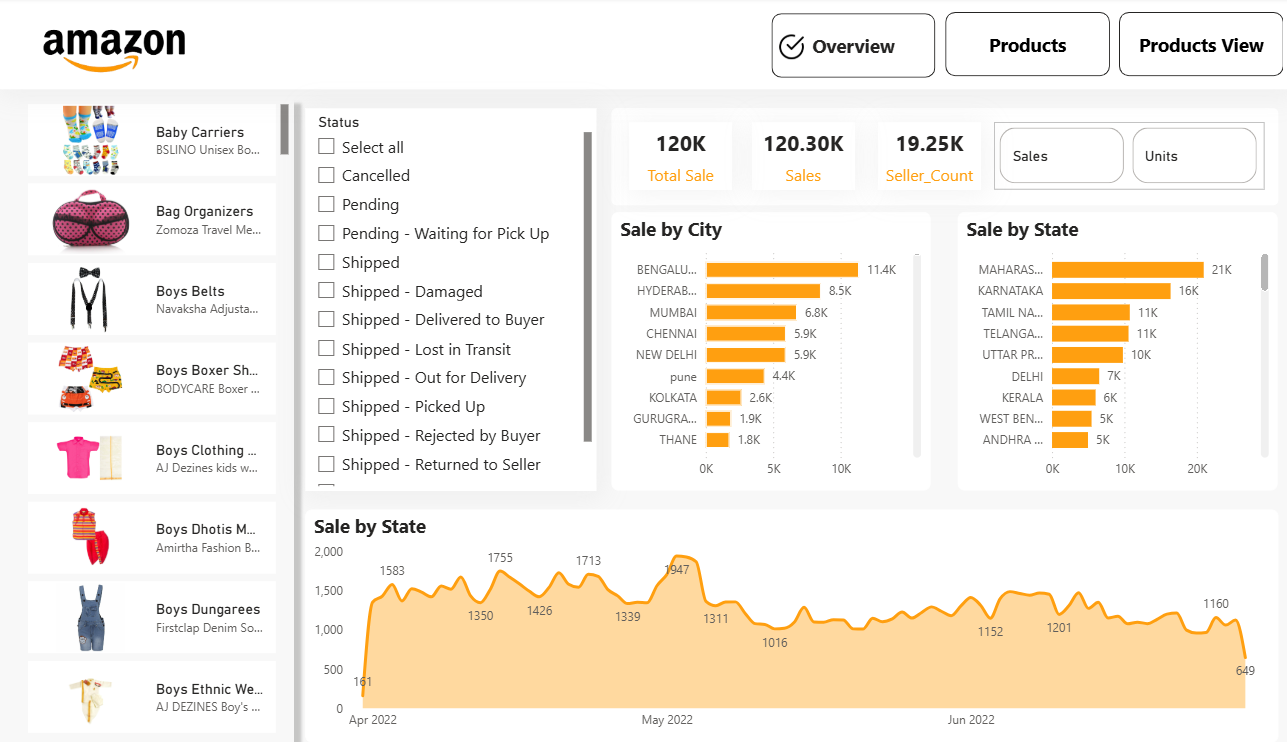 amazon
Overview
Products
Products View
Baby Carriers
BSLINO Unisex Bo...
Bag Organizers
Zomoza Travel Me...
Boys Belts
Navaksha Adjusta...
Boys Boxer Sh...
BODYCARE Boxer ...
Boys Clothing ...
AJ Dezines kids w...
Boys Dhotis M...
Amirtha Fashion B...
Boys Dungarees
Firstclap Denim So...
Boys Ethnic We...
AJ DEZINES Boy's ...
Status
Select all
Cancelled
Pending
Pending - Waiting for Pick Up
Shipped
Shipped - Damaged
Shipped - Delivered to Buyer
Shipped - Lost in Transit
Shipped - Out for Delivery
Shipped - Picked Up
Shipped - Rejected by Buyer
Shipped - Returned to Seller
120K
Total Sale
120.30K
Sales
19.25K
Seller_Count
Sales
Units
Sale by City
BENGALU... 11.4K
HYDERAB... 8.5K
MUMBAI 6.8K
CHENNAI 5.9K
NEW DELHI 5.9K
pune 4.4K
KOLKATA 2.6K
GURUGRA... 1.9K
THANE 1.8K
0K 5K 10K
Sale by State
MAHARAS... 21K
KARNATAKA 16K
TAMIL NA... 11K
TELANGA... 11K
UTTAR PR... 10K
DELHI 7K
KERALA 6K
WEST BEN... 5K
ANDHRA ... 5K
0K 10K 20K
Sale by State
2,000
1,500
1,000
500
0
161
1583
1350
1755
1426
1713
1339
1947
1311
1016
1152
1201
1160
649
Apr 2022 May 2022 Jun 2022